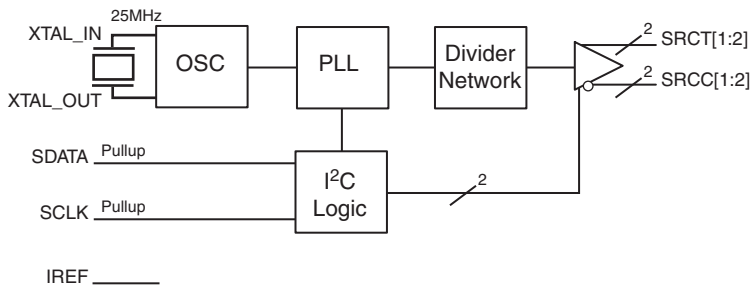 25MHz
XTAL_IN
OSC
PLL
Divider
Network
2
SRCT[1:2]
2
SRCC[1:2]
XTAL_OUT
SDATA Pullup
I²C
Logic
2
SCLK Pullup
IREF